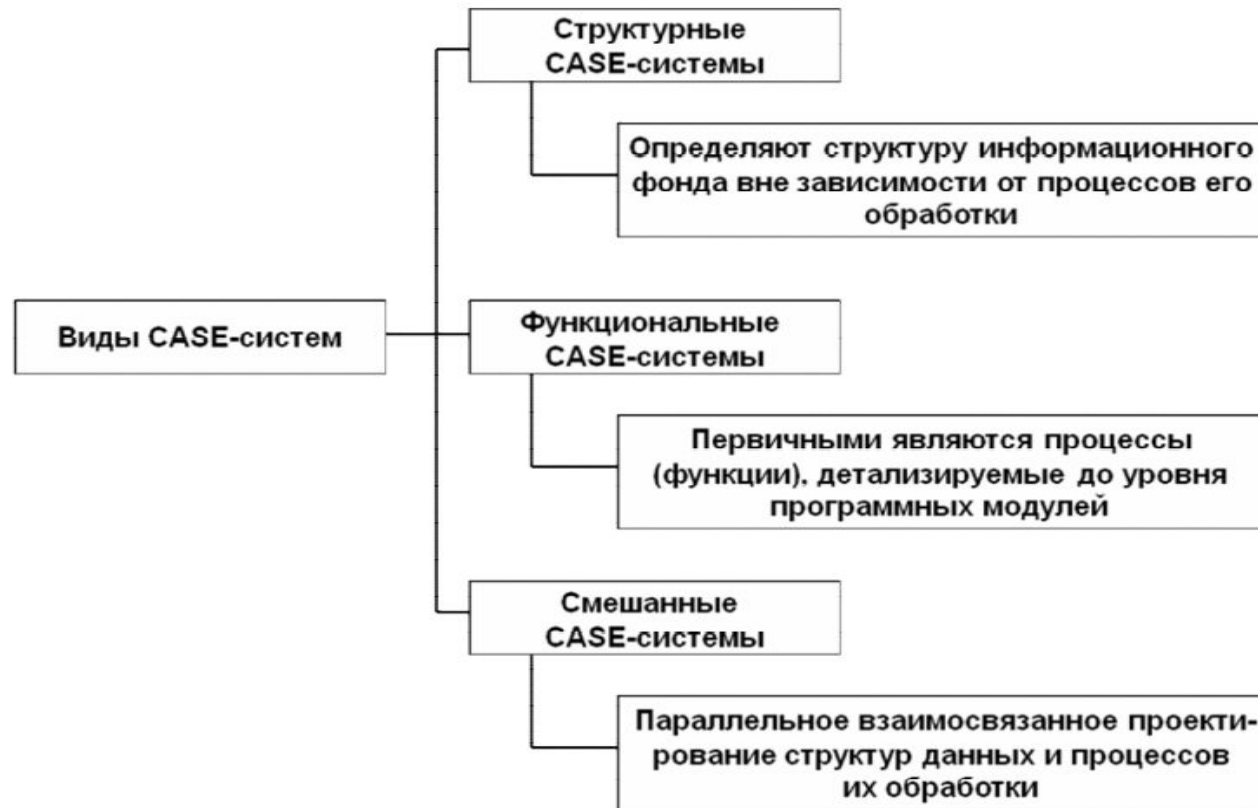 Структурные
CASE-системы
Определяют структуру информационного
фонда вне зависимости от процессов его
обработки
Виды CASE-систем
Функциональные
CASE-системы
Первичными являются процессы
(функции), детализируемые до уровня
программных модулей
Смешанные
CASE-системы
Параллельное взаимосвязанное проекти-
рование структур данных и процессов
их обработки